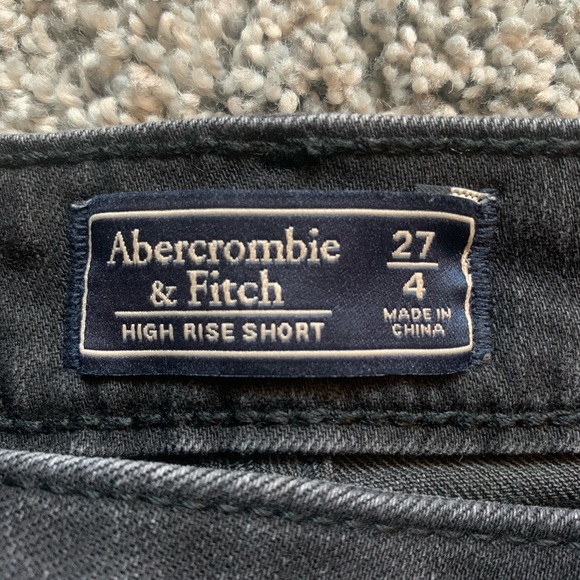 Abercrombie
& Fitch
HIGH RISE SHORT
27
4
MADE IN
CHINA